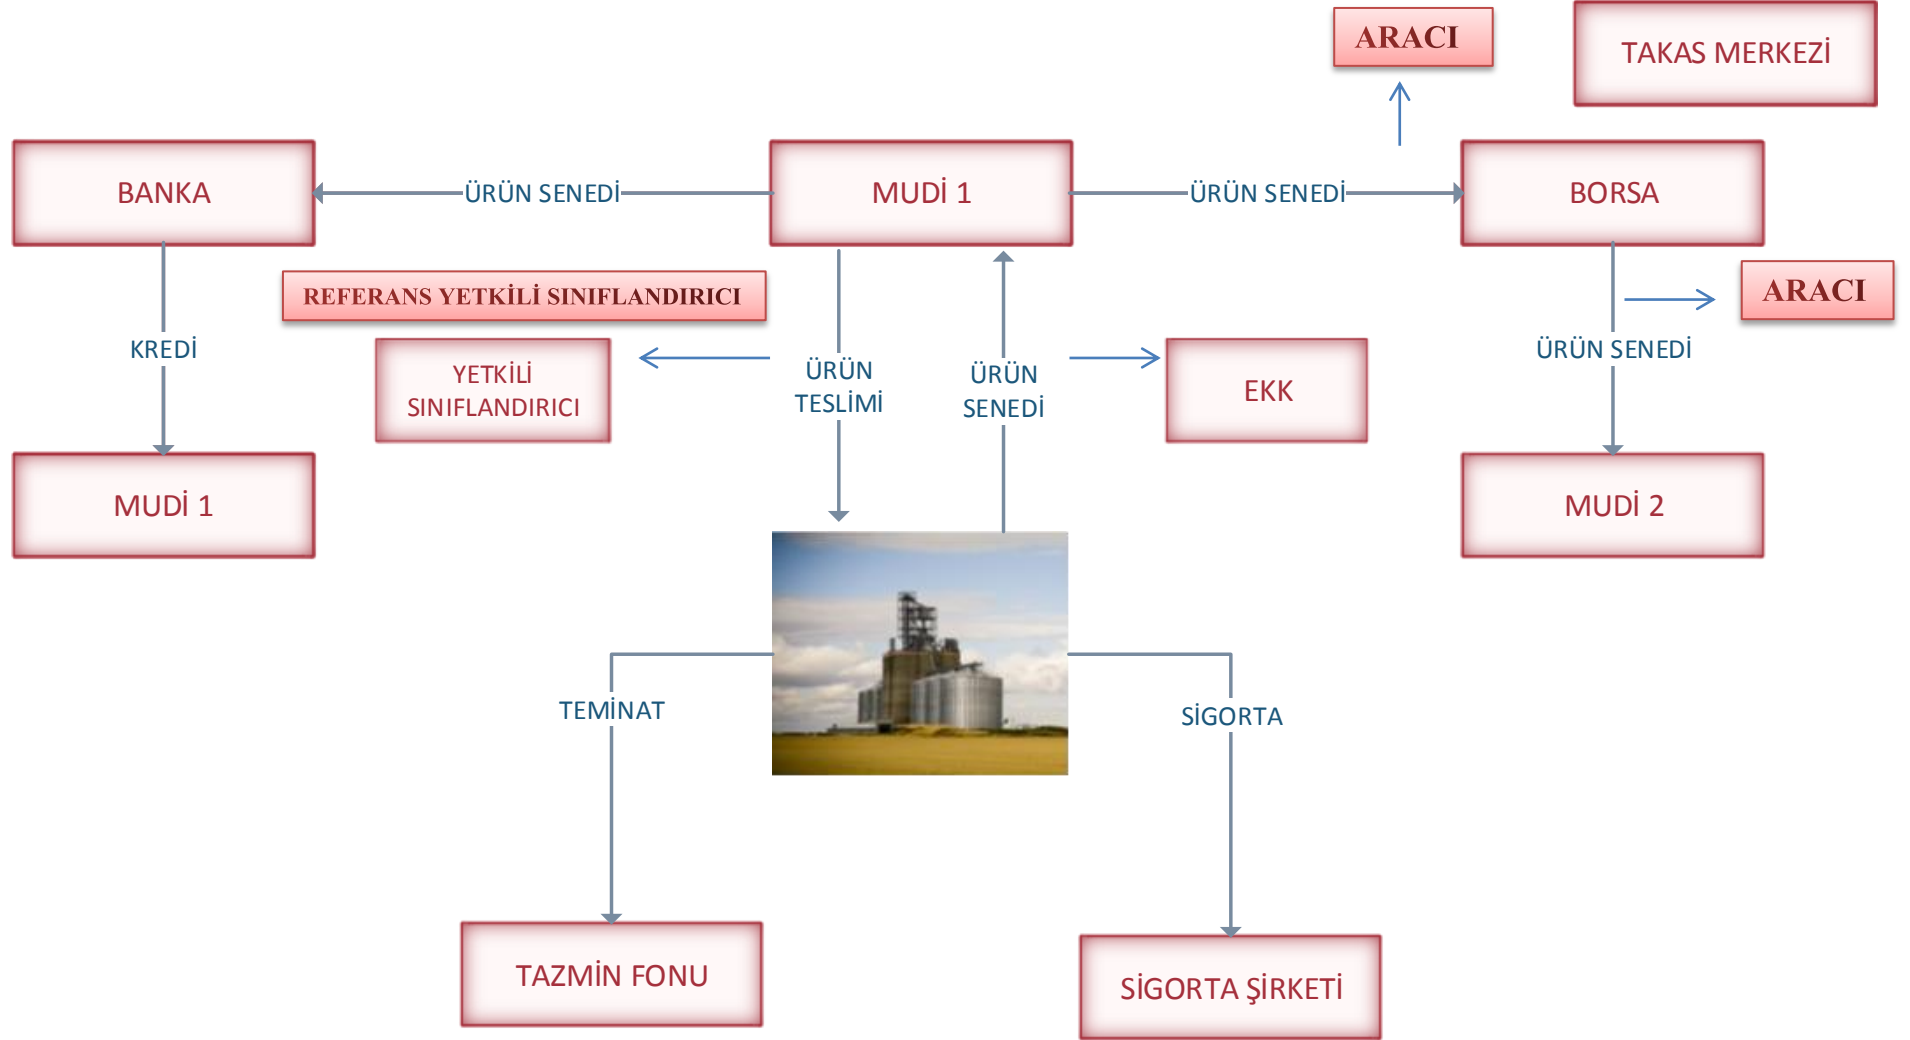 ARACI
TAKAS MERKEZİ
BANKA
ÜRÜN SENEDİ
MUDİ 1
ÜRÜN SENEDİ
BORSA
REFERANS YETKİLİ SINIFLANDIRICI
ARACI
KREDİ
YETKİLİ
SINIFLANDIRICI
ÜRÜN
TESLİMİ
ÜRÜN
SENEDİ
EKK
ÜRÜN SENEDİ
MUDİ 1
MUDİ 2
TEMİNAT
SİGORTA
TAZMİN FONU
SİGORTA ŞİRKETİ